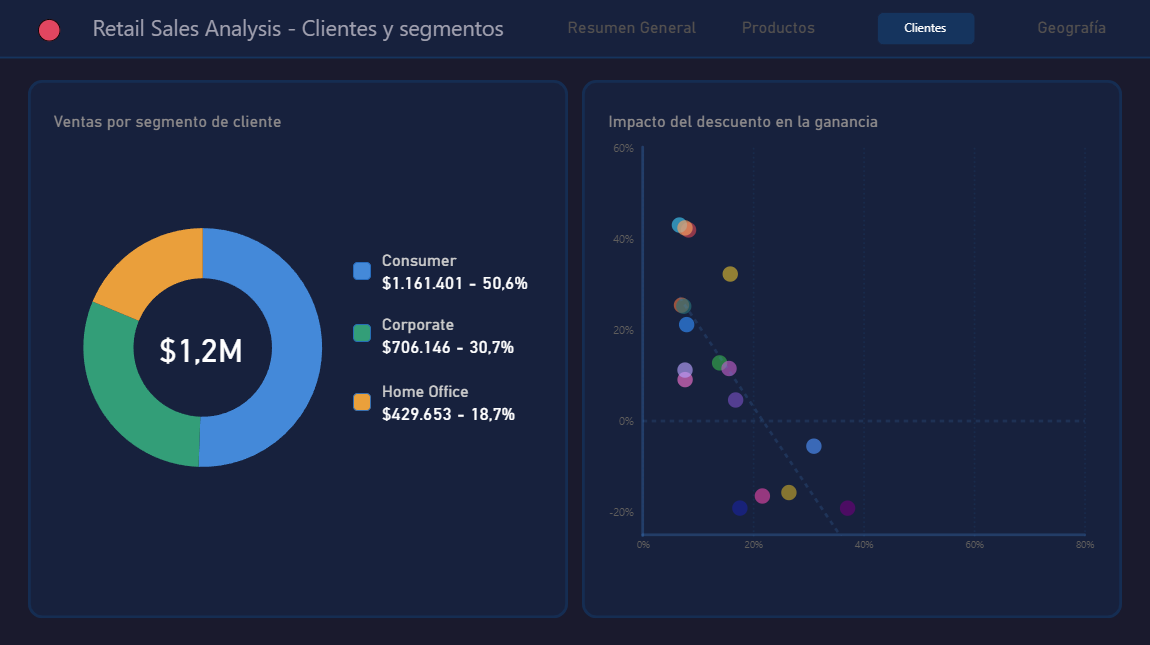 Retail Sales Analysis - Clientes y segmentos
Resumen General
Productos
Clientes
Geografía
Ventas por segmento de cliente
$1,2M
Consumer
$1.161.401 - 50,6%
Corporate
$706.146 - 30,7%
Home Office
$429.653 - 18,7%
Impacto del descuento en la ganancia
60%
40%
20%
0%
-20%
0%
20%
40%
60%
80%